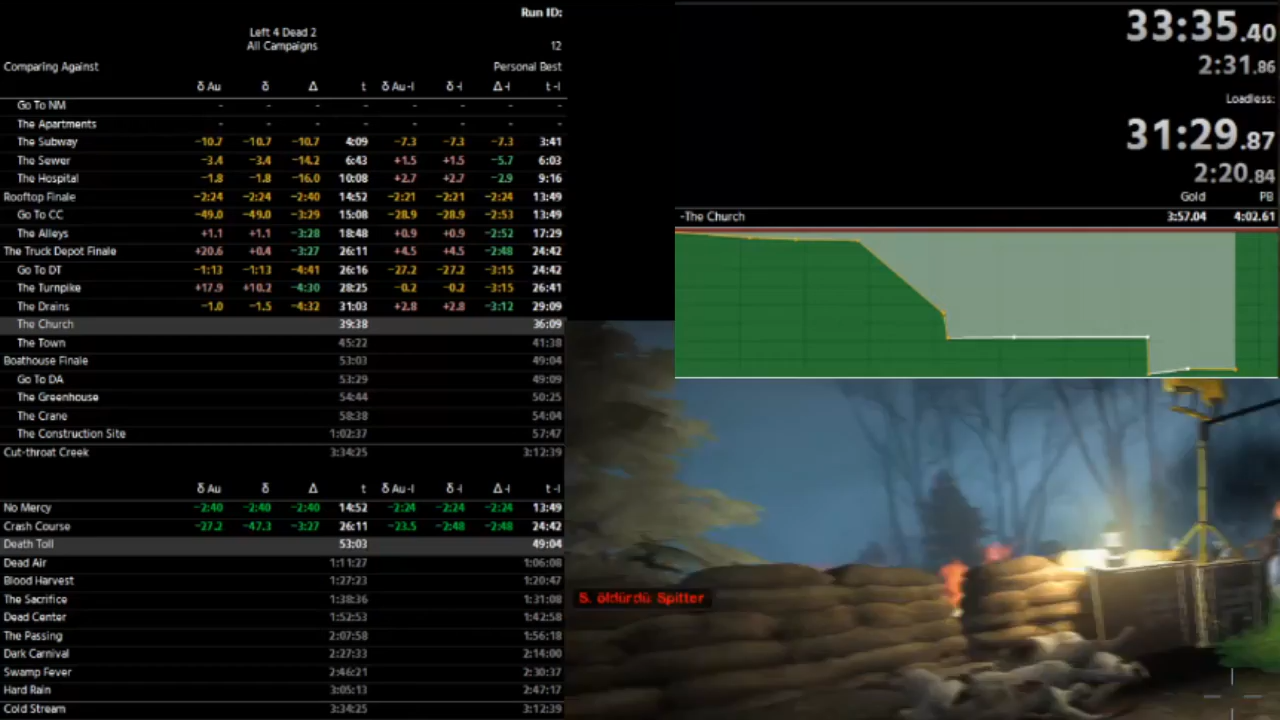 Run ID:
Left 4 Dead 2
All Campaigns 12
Comparing Against Personal Best
δ Au δ Δ t δ Au-I δ -I Δ -I t -I
Go To NM - - - - - - - -
The Apartments - - - - - - - -
The Subway −10.7 −10.7 −10.7 4:09 −7.3 −7.3 −7.3 3:41
The Sewer −3.4 −3.4 −14.2 6:43 +1.5 +1.5 −5.7 6:03
The Hospital −1.8 −1.8 −16.0 10:08 +2.7 +2.7 −2.9 9:16
Rooftop Finale −2:24 −2:24 −2:40 14:52 −2:21 −2:21 −2:24 13:49
Go To CC −49.0 −49.0 −3:29 15:08 −28.9 −28.9 −2:53 13:49
The Alleys +1.1 +1.1 −3:28 18:48 +0.9 +0.9 −2:52 17:29
The Truck Depot Finale +20.6 +0.4 −3:27 26:11 +4.5 +4.5 −2:48 24:42
Go To DT −1:13 −1:13 −4:41 26:16 −27.2 −27.2 −3:15 24:42
The Turnpike +17.9 +10.2 −4:30 28:25 −0.2 −0.2 −3:15 26:41
The Drains −1.0 −1.5 −4:32 31:03 +2.8 +2.8 −3:12 29:09
The Church 39:38 36:09
The Town 45:22 41:38
Boathouse Finale 53:03 49:04
Go To DA 53:29 49:09
The Greenhouse 54:44 50:25
The Crane 58:38 54:04
The Construction Site 1:02:37 57:47
Cut-throat Creek 3:34:25 3:12:39
δ Au δ Δ t δ Au-I δ -I Δ -I t -I
No Mercy −2:40 −2:40 −2:40 14:52 −2:24 −2:24 −2:24 13:49
Crash Course −27.2 −47.3 −3:27 26:11 −23.5 −2:48 −2:48 24:42
Death Toll 53:03 49:04
Dead Air 1:11:27 1:06:08
Blood Harvest 1:27:23 1:20:47
The Sacrifice 1:38:36 1:31:08
Dead Center 1:52:53 1:42:58
The Passing 2:07:58 1:56:18
Dark Carnival 2:27:33 2:14:00
Swamp Fever 2:46:21 2:30:37
Hard Rain 3:05:13 2:47:17
Cold Stream 3:34:25 3:12:39
33:35.40
2:31.86
Loadless:
31:29.87
2:20.84
Gold PB
-The Church 3:57.04 4:02.61
S. öldürdü Spitter